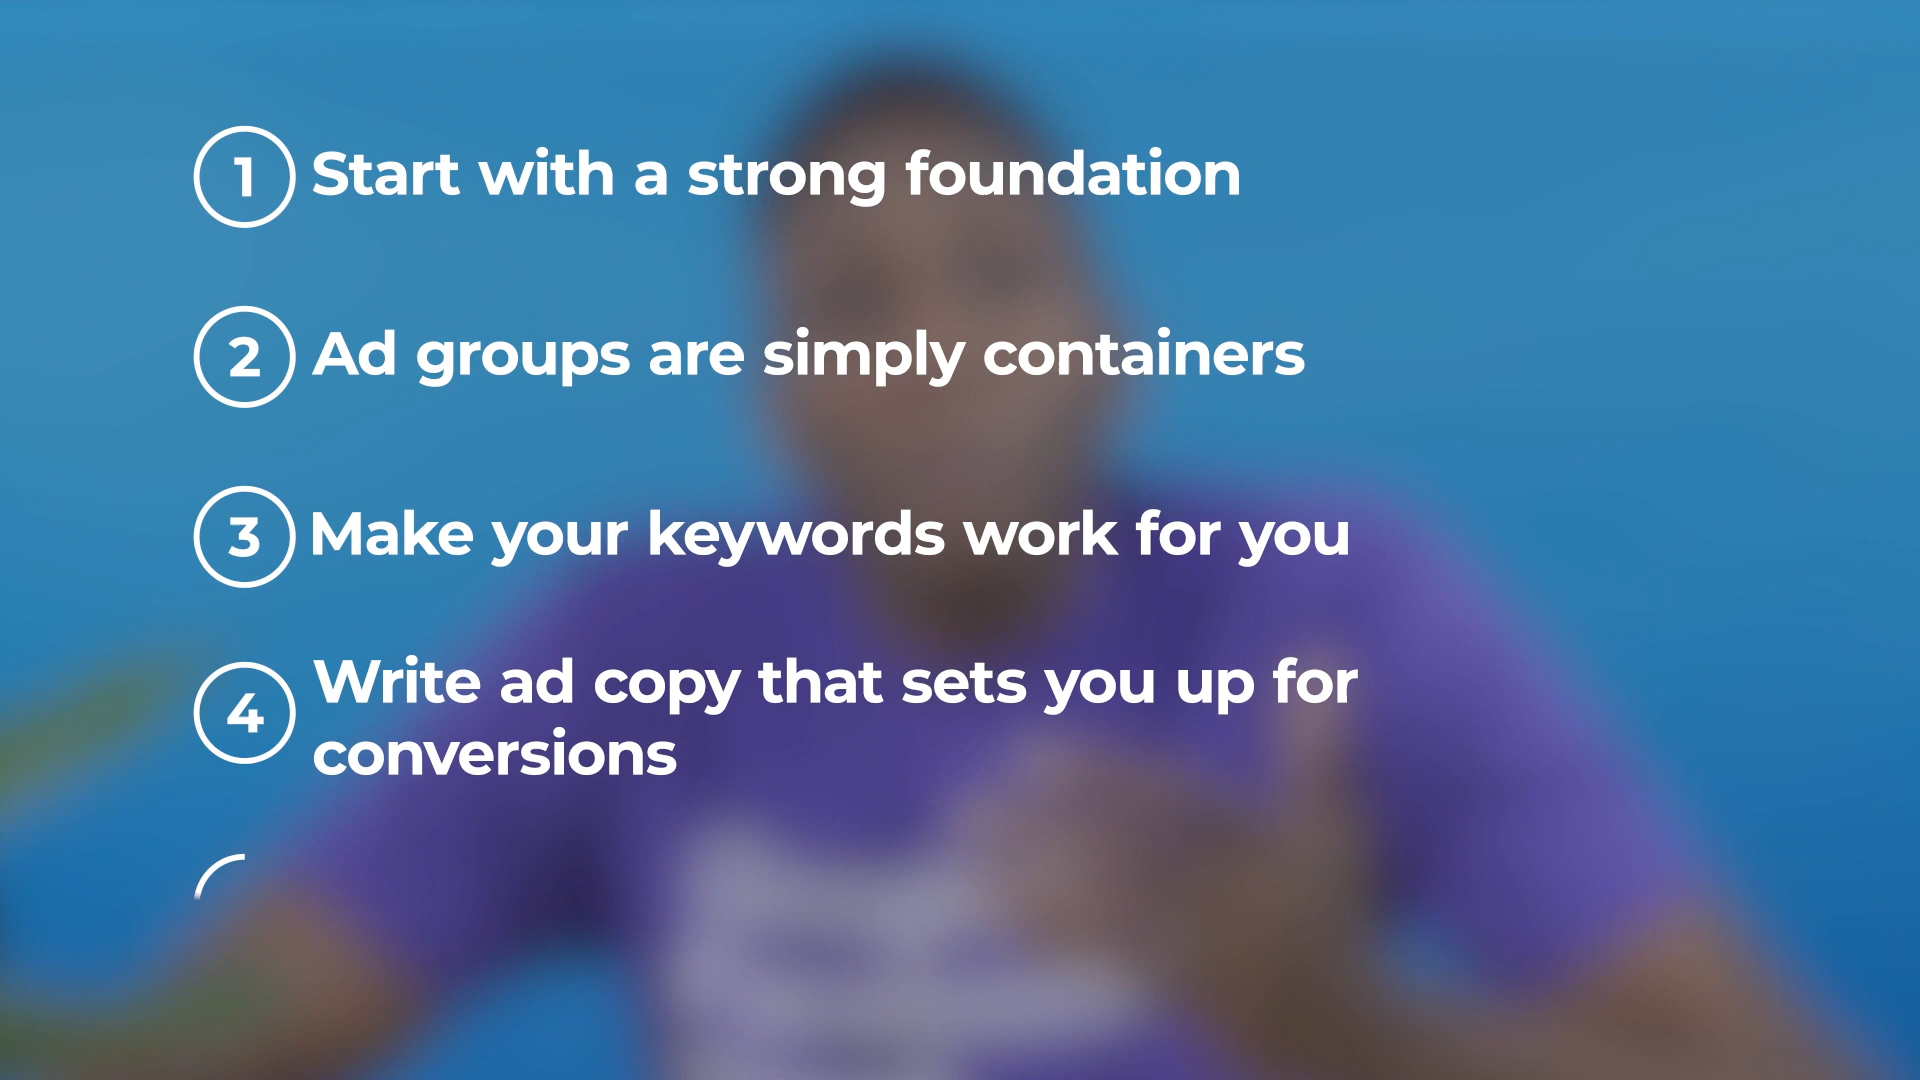 1 Start with a strong foundation
2 Ad groups are simply containers
3 Make your keywords work for you
4 Write ad copy that sets you up for
conversions